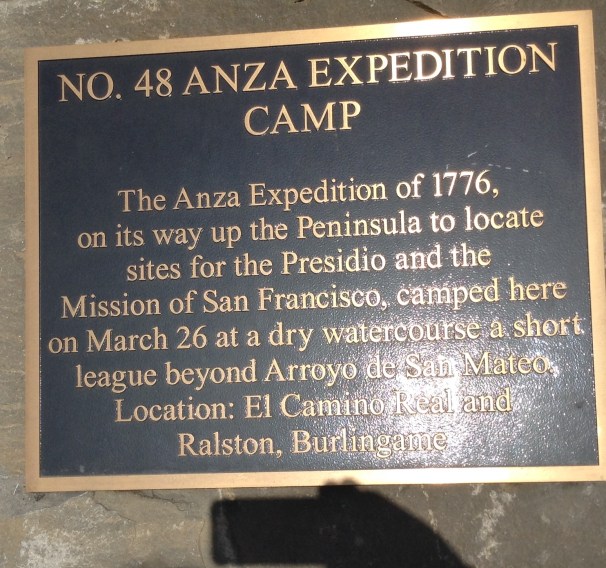 NO. 48 ANZA EXPEDITION
CAMP
The Anza Expedition of 1776,
on its way up the Peninsula to locate
sites for the Presidio and the
Mission of San Francisco, camped here
on March 26 at a dry watercourse a short
league beyond Arroyo de San Mateo.
Location: El Camino Real and
Ralston, Burlingame